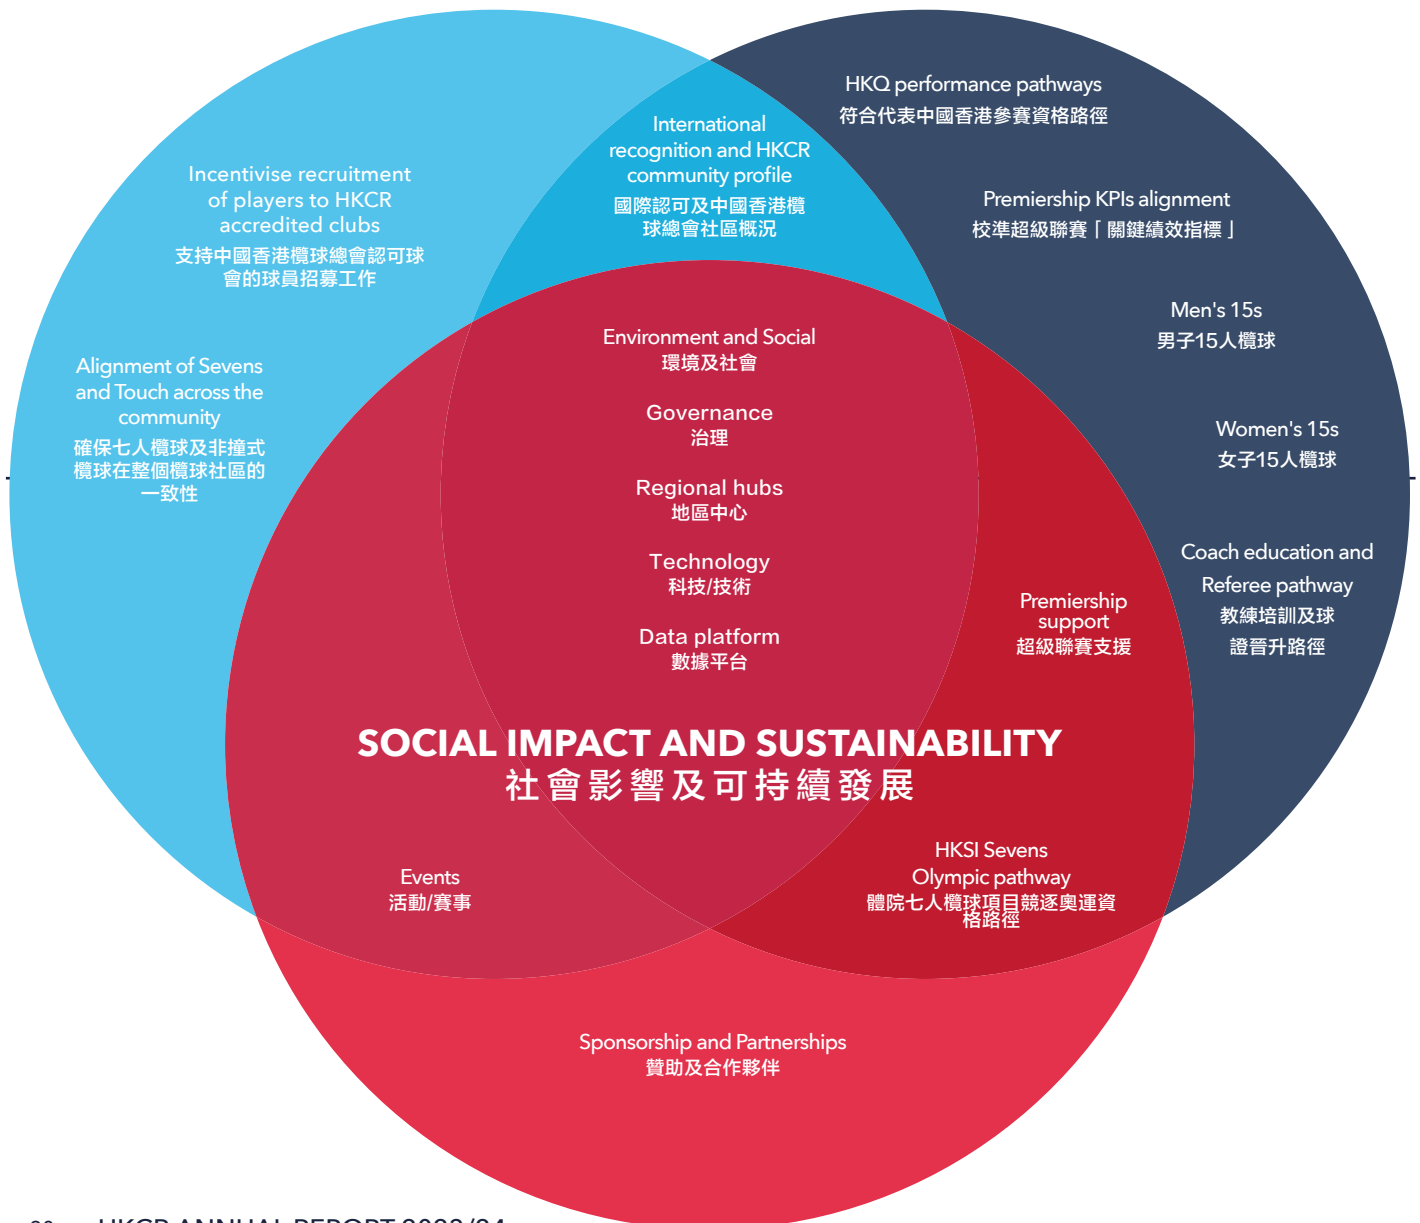 HKQ performance pathways
符合代表中國香港參賽資格路徑
International
recognition and HKCR
community profile
國際認可及中國香港欖
球總會社區概況
Incentivise recruitment
of players to HKCR
accredited clubs
支持中國香港欖球總會認可球
會的球員招募工作
Premiership KPIs alignment
校準超級聯賽「關鍵績效指標」
Men's 15s
男子15人欖球
Environment and Social
環境及社會
Alignment of Sevens
and Touch across the
community
確保七人欖球及非撞式
欖球在整個欖球社區的
一致性
Governance
治理
Women's 15s
女子15人欖球
Regional hubs
地區中心
Technology
科技/技術
Coach education and
Referee pathway
教練培訓及球
證晉升路徑
Premiership
support
超級聯賽支援
Data platform
數據平台
SOCIAL IMPACT AND SUSTAINABILITY
社會影響及可持續發展
Events
活動/賽事
HKSI Sevens
Olympic pathway
體院七人欖球項目競逐奧運資
格路徑
Sponsorship and Partnerships
贊助及合作夥伴
HKCR ANNUAL REPORT